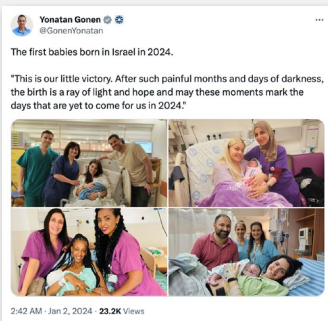 Yonatan Gonen
@GonenYonatan
The first babies born in Israel in 2024.
"This is our little victory. After such painful months and days of darkness,
the birth is a ray of light and hope and may these moments mark the
days that are yet to come for us in 2024."
2:42 AM · Jan 2, 2024 · 23.2K Views